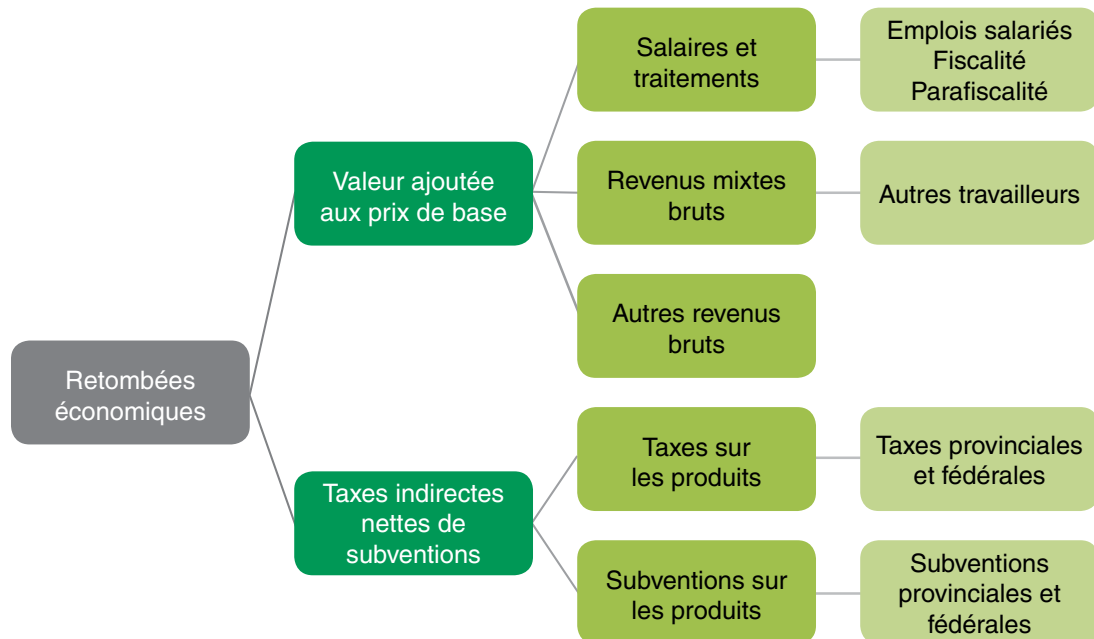 Retombées
économiques
Valeur ajoutée
aux prix de base
Salaires et
traitements
Emplois salariés
Fiscalité
Parafiscalité
Revenus mixtes
bruts
Autres travailleurs
Autres revenus
bruts
Taxes indirectes
nettes de
subventions
Taxes sur
les produits
Taxes provinciales
et fédérales
Subventions sur
les produits
Subventions
provinciales et
fédérales